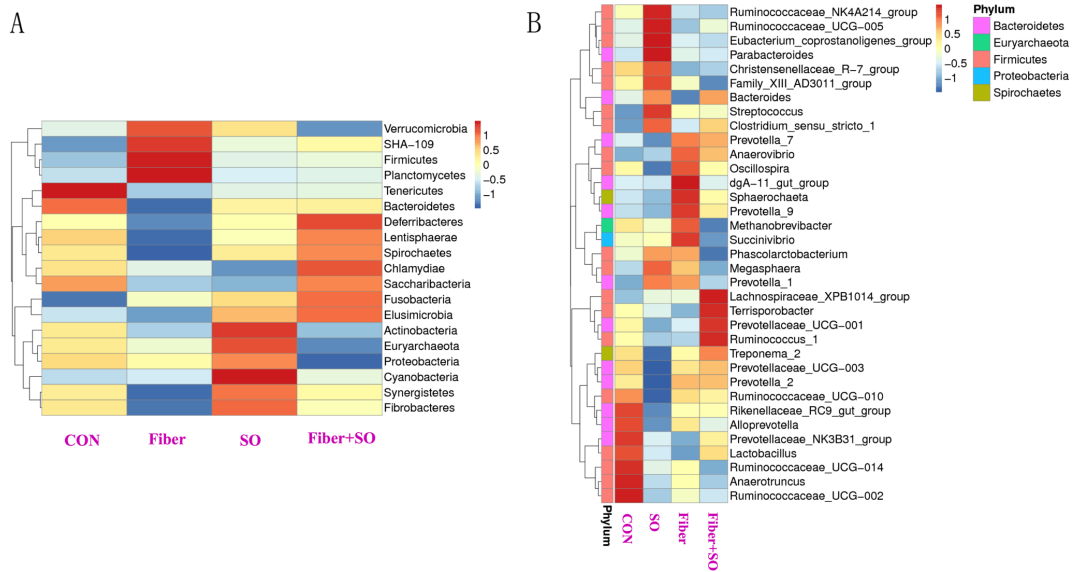 A
Verrucomicrobia
SHA-109
Firmicutes
Planctomycetes
Tenericutes
Bacteroidetes
Deferribacteres
Lentisphaerae
Spirochaetes
Chlamydiae
Saccharibacteria
Fusobacteria
Elusimicrobia
Actinobacteria
Euryarchaeota
Proteobacteria
Cyanobacteria
Synergistetes
Fibrobacteres
1
0.5
0
−0.5
−1
CON Fiber SO Fiber+SO
B
Ruminococcaceae_NK4A214_group
Ruminococcaceae_UCG−005
Eubacterium_coprostanoligenes_group
Parabacteroides
Christensenellaceae_R−7_group
Family_XIII_AD3011_group
Bacteroides
Streptococcus
Clostridium_sensu_stricto_1
Prevotella_7
Anaerovibrio
Oscillospira
dgA−11_gut_group
Sphaerochaeta
Prevotella_9
Methanobrevibacter
Succinivibrio
Phascolarctobacterium
Megasphaera
Prevotella_1
Lachnospiraceae_XPB1014_group
Terrisporobacter
Prevotellaceae_UCG−001
Ruminococcus_1
Treponema_2
Prevotellaceae_UCG−003
Prevotella_2
Ruminococcaceae_UCG−010
Rikenellaceae_RC9_gut_group
Alloprevotella
Prevotellaceae_NK3B31_group
Lactobacillus
Ruminococcaceae_UCG−014
Anaerotruncus
Ruminococcaceae_UCG−002
1
0.5
0
−0.5
−1
Phylum
Bacteroidetes
Euryarchaeota
Firmicutes
Proteobacteria
Spirochaetes
Phylum CON SO Fiber Fiber+SO